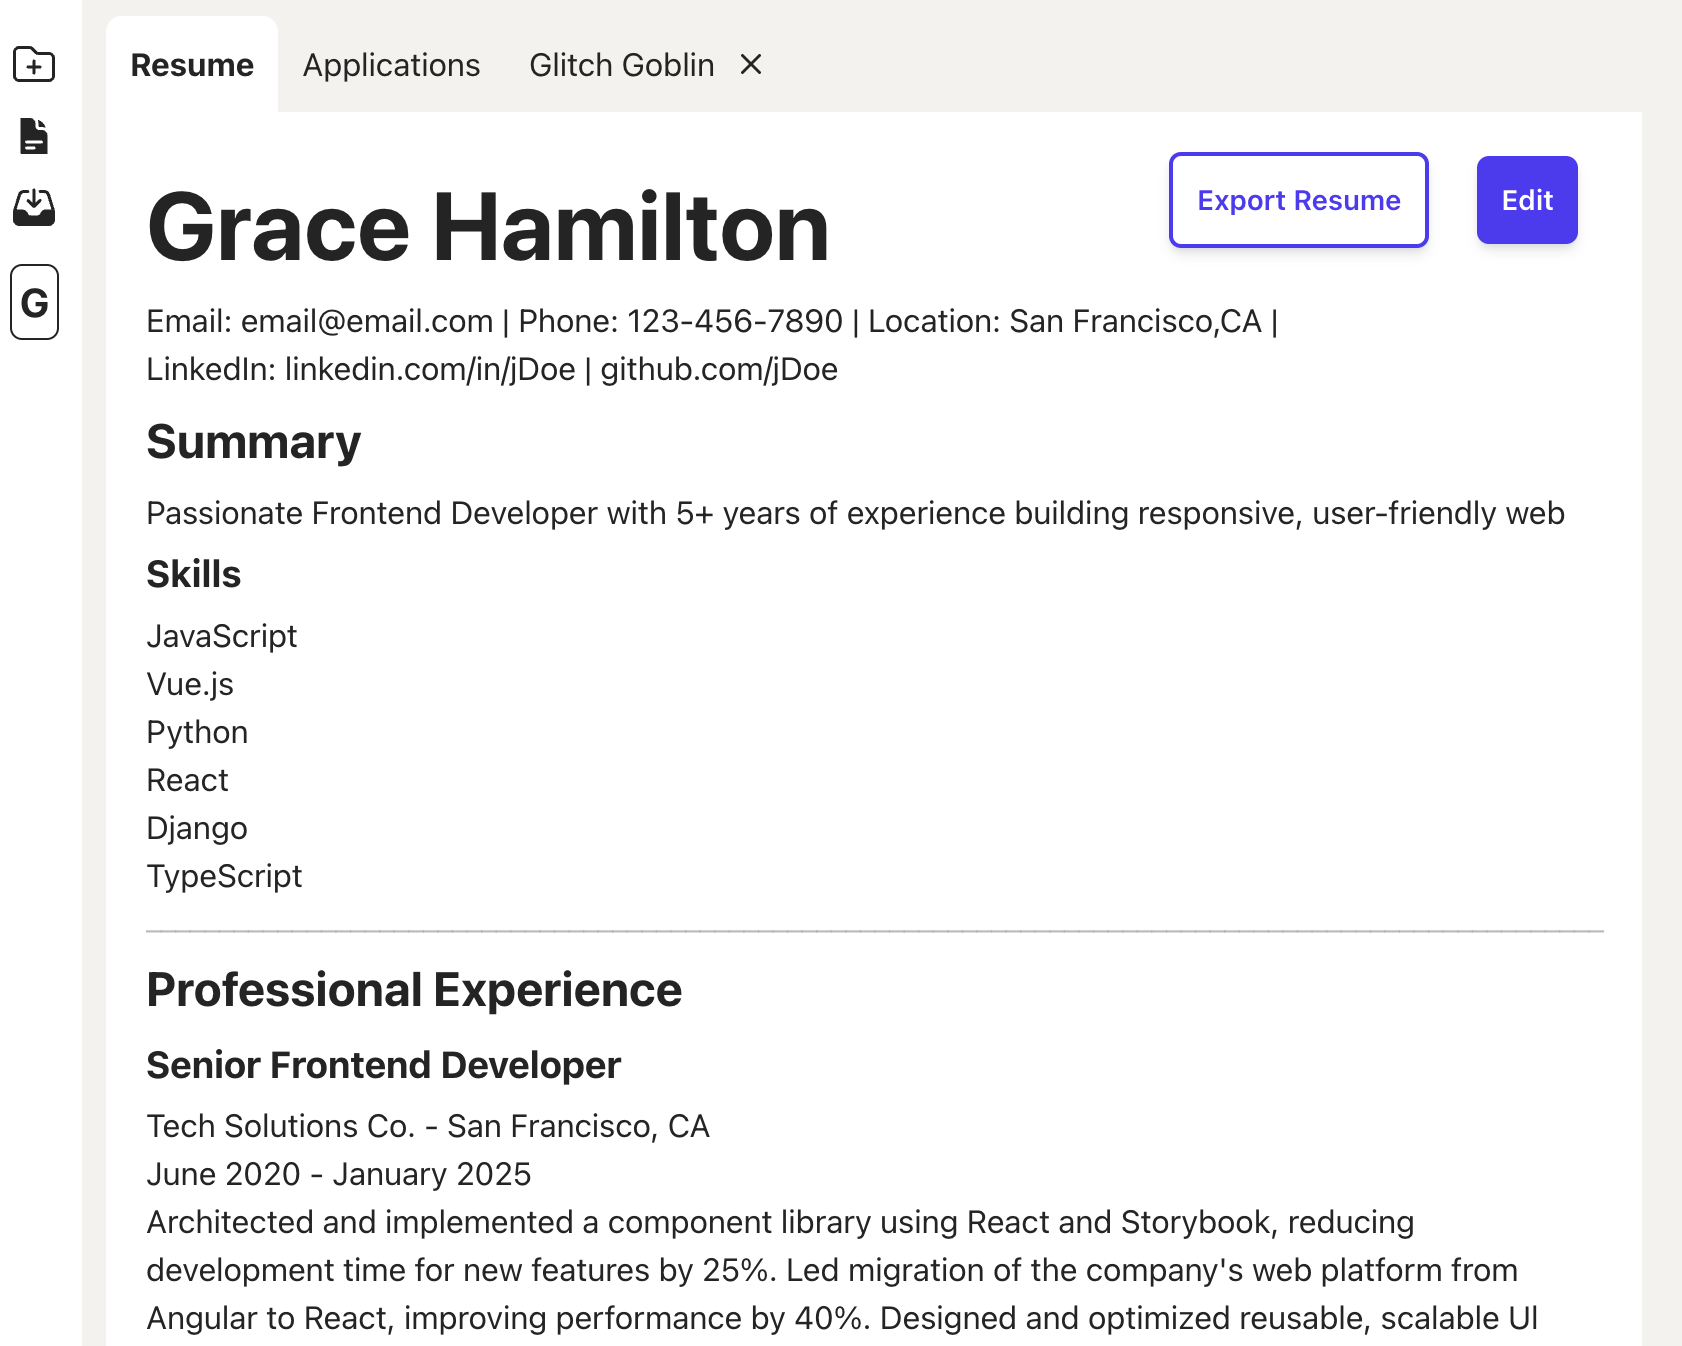 Resume Applications Glitch Goblin
G
Grace Hamilton
Export Resume
Edit
Email: email@email.com | Phone: 123-456-7890 | Location: San Francisco,CA |
LinkedIn: linkedin.com/in/jDoe | github.com/jDoe
Summary
Passionate Frontend Developer with 5+ years of experience building responsive, user-friendly web
Skills
JavaScript
Vue.js
Python
React
Django
TypeScript
Professional Experience
Senior Frontend Developer
Tech Solutions Co. - San Francisco, CA
June 2020 - January 2025
Architected and implemented a component library using React and Storybook, reducing
development time for new features by 25%. Led migration of the company's web platform from
Angular to React, improving performance by 40%. Designed and optimized reusable, scalable UI